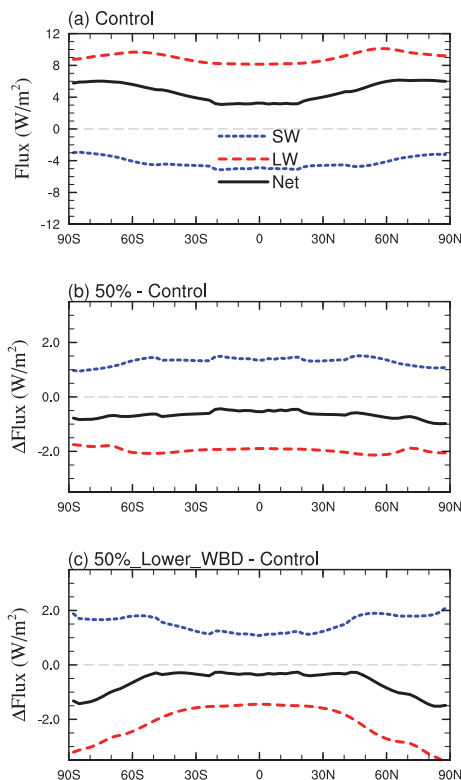 (a) Control
12
8
4
0
-4
-8
-12
Flux (W/m²)
SW
LW
Net
90S 60S 30S 0 30N 60N 90N
(b) 50% - Control
2.0
0.0
-2.0
ΔFlux (W/m²)
90S 60S 30S 0 30N 60N 90N
(c) 50%_Lower_WBD - Control
2.0
0.0
-2.0
ΔFlux (W/m²)
90S 60S 30S 0 30N 60N 90N